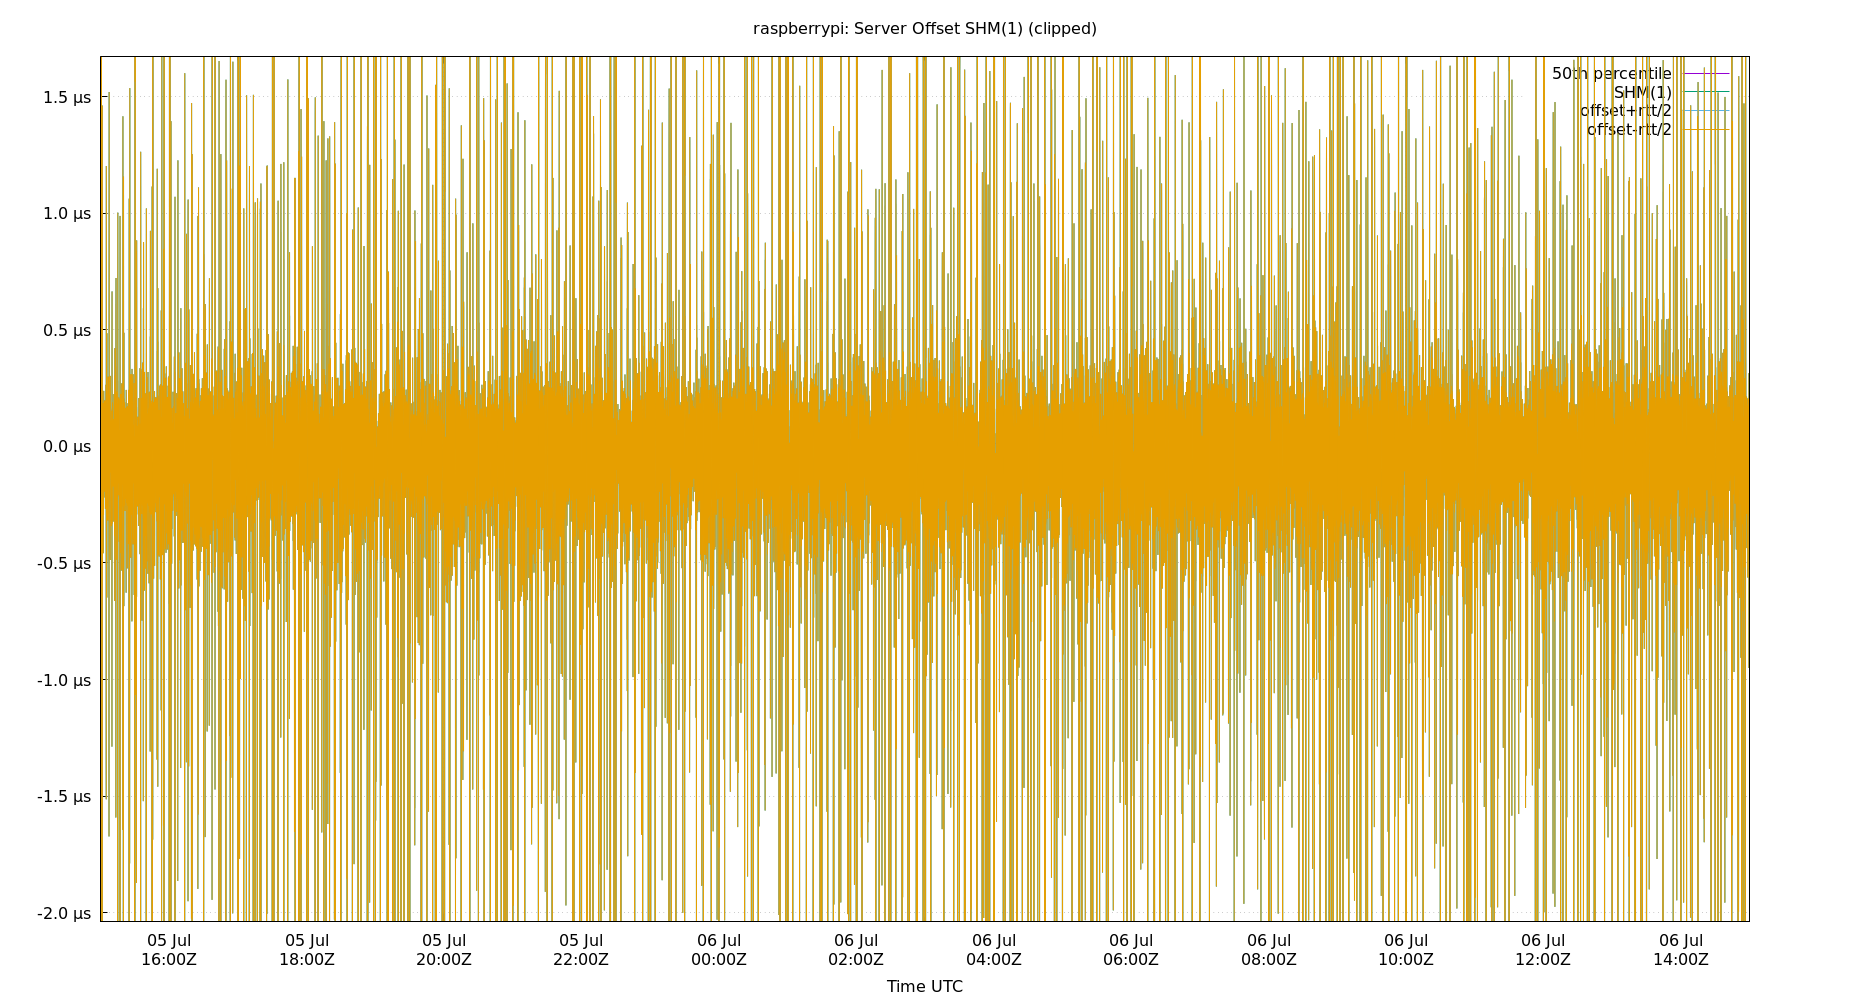 raspberrypi: Server Offset SHM(1) (clipped)
50th percentile
SHM(1)
offset+rtt/2
offset-rtt/2
1.5 µs
1.0 µs
0.5 µs
0.0 µs
-0.5 µs
-1.0 µs
-1.5 µs
-2.0 µs
05 Jul 05 Jul 05 Jul 05 Jul 06 Jul 06 Jul 06 Jul 06 Jul 06 Jul 06 Jul 06 Jul 06 Jul
16:00Z 18:00Z 20:00Z 22:00Z 00:00Z 02:00Z 04:00Z 06:00Z 08:00Z 10:00Z 12:00Z 14:00Z
Time UTC